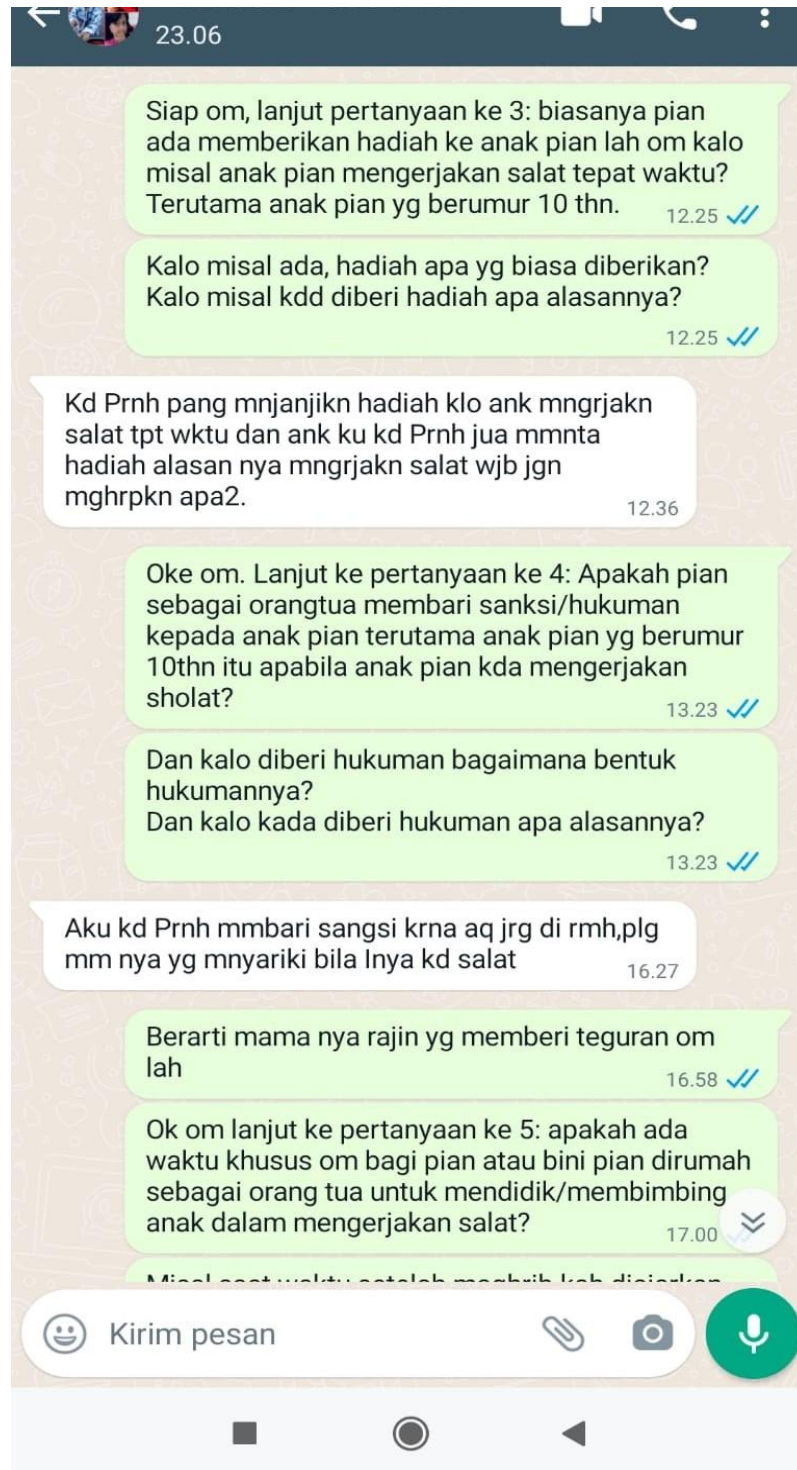 23.06
Siap om, lanjut pertanyaan ke 3: biasanya pian
ada memberikan hadiah ke anak pian lah om kalo
misal anak pian mengerjakan salat tepat waktu?
Terutama anak pian yg berumur 10 thn.
12.25
Kalo misal ada, hadiah apa yg biasa diberikan?
Kalo misal kdd diberi hadiah apa alasannya?
12.25
Kd Prnh pang mnjanjikn hadiah klo ank mngrjakn
salat tpt wktu dan ank ku kd Prnh jua mmnta
hadiah alasan nya mngrjakn salat wjb jgn
mghrpkn apa2.
12.36
Oke om. Lanjut ke pertanyaan ke 4: Apakah pian
sebagai orangtua membari sanksi/hukuman
kepada anak pian terutama anak pian yg berumur
10thn itu apabila anak pian kda mengerjakan
sholat?
13.23
Dan kalo diberi hukuman bagaimana bentuk
hukumannya?
Dan kalo kada diberi hukuman apa alasannya?
13.23
Aku kd Prnh mmbari sangsi krna aq jrg di rmh,plg
mm nya yg mnyariki bila Inya kd salat
16.27
Berarti mama nya rajin yg memberi teguran om
lah
16.58
Ok om lanjut ke pertanyaan ke 5: apakah ada
waktu khusus om bagi pian atau bini pian dirumah
sebagai orang tua untuk mendidik/membimbing
anak dalam mengerjakan salat?
17.00
Kirim pesan